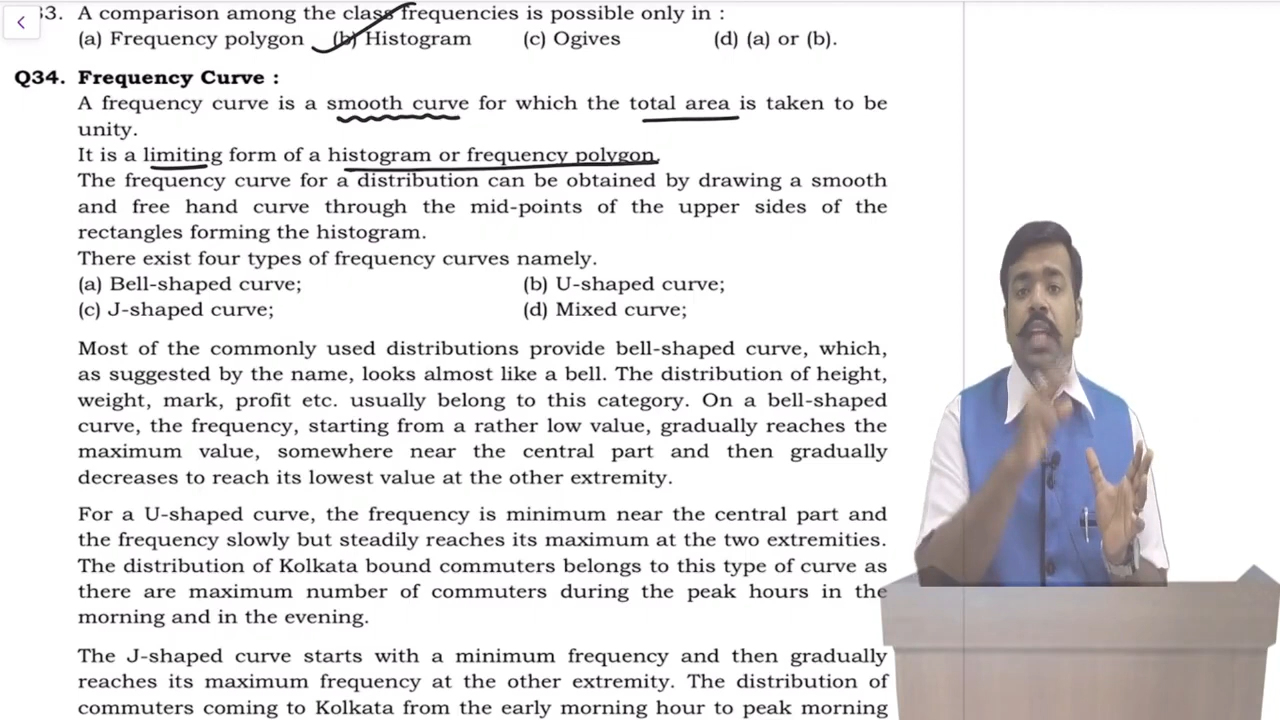 33. A comparison among the class frequencies is possible only in :
(a) Frequency polygon (b) Histogram (c) Ogives (d) (a) or (b).
Q34. Frequency Curve :
A frequency curve is a smooth curve for which the total area is taken to be
unity.
It is a limiting form of a histogram or frequency polygon.
The frequency curve for a distribution can be obtained by drawing a smooth
and free hand curve through the mid-points of the upper sides of the
rectangles forming the histogram.
There exist four types of frequency curves namely.
(a) Bell-shaped curve; (b) U-shaped curve;
(c) J-shaped curve; (d) Mixed curve;
Most of the commonly used distributions provide bell-shaped curve, which,
as suggested by the name, looks almost like a bell. The distribution of height,
weight, mark, profit etc. usually belong to this category. On a bell-shaped
curve, the frequency, starting from a rather low value, gradually reaches the
maximum value, somewhere near the central part and then gradually
decreases to reach its lowest value at the other extremity.
For a U-shaped curve, the frequency is minimum near the central part and
the frequency slowly but steadily reaches its maximum at the two extremities.
The distribution of Kolkata bound commuters belongs to this type of curve as
there are maximum number of commuters during the peak hours in the
morning and in the evening.
The J-shaped curve starts with a minimum frequency and then gradually
reaches its maximum frequency at the other extremity. The distribution of
commuters coming to Kolkata from the early morning hour to peak morning